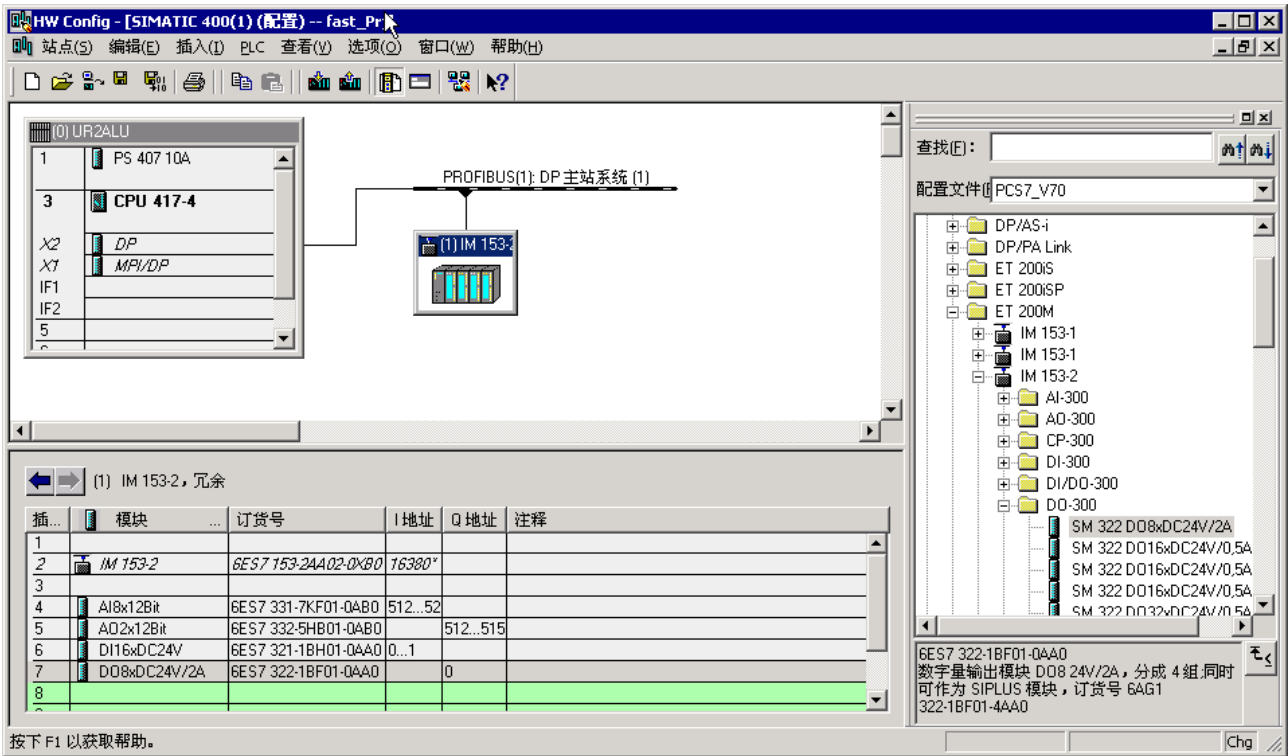 HW Config - [SIMATIC 400(1) (配置) -- fast_Prj]
站点(S) 编辑(E) 插入(I) PLC 查看(V) 选项(O) 窗口(W) 帮助(H)
(0) UR2ALU
1 PS 407 10A
3 CPU 417-4
X2 DP
X1 MPI/DP
IF1
IF2
5
PROFIBUS(1): DP 主站系统 (1)
(1) IM 153-2
(1) IM 153-2，冗余
插... 模块 ... 订货号 I 地址 Q 地址 注释
1
2 IM 153-2 6ES7 153-2AA02-0XB0 16380*
3
4 AI8x12Bit 6ES7 331-7KF01-0AB0 512...52
5 AO2x12Bit 6ES7 332-5HB01-0AB0 512...515
6 DI16xDC24V 6ES7 321-1BH01-0AA0 0...1
7 DO8xDC24V/2A 6ES7 322-1BF01-0AA0 0
8
查找(F)：
配置文件(
PCS7_V70
DP/AS-i
DP/PA Link
ET 200iS
ET 200iSP
ET 200M
IM 153-1
IM 153-1
IM 153-2
AI-300
AO-300
CP-300
DI-300
DI/DO-300
DO-300
SM 322 DO8xDC24V/2A
SM 322 DO16xDC24V/0,5A
SM 322 DO16xDC24V/0,5A
SM 322 DO16xDC24V/0,5A
SM 322 DO32xDC24V/0,5A
6ES7 322-1BF01-0AA0
数字量输出模块 DO8 24V/2A，分成 4 组;同时
可作为 SIPLUS 模块，订货号 6AG1
322-1BF01-4AA0
按下 F1 以获取帮助。
Chg